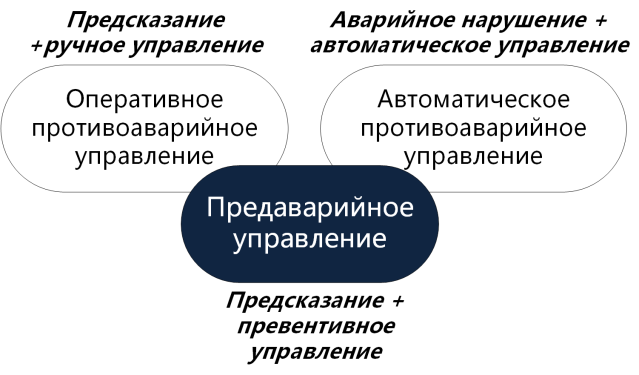 Предсказание
+ручное управление
Аварийное нарушение +
автоматическое управление
Оперативное
противоаварийное
управление
Автоматическое
противоаварийное
управление
Предаварийное
управление
Предсказание +
превентивное
управление